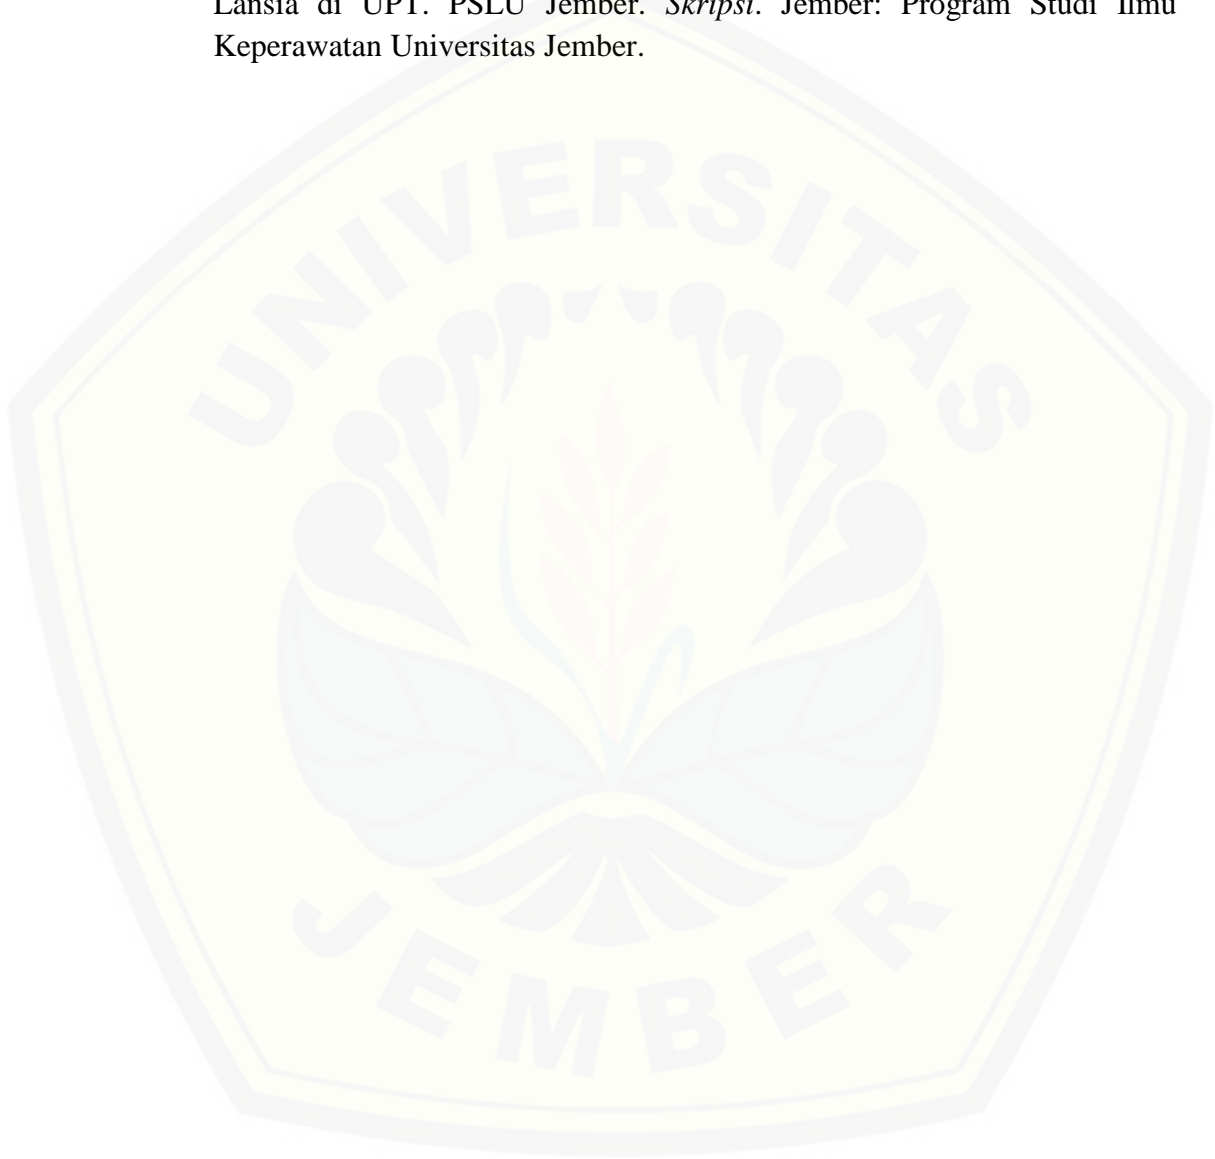 Lansia di UPT. PSLU Jember. Skripsi. Jember: Program Studi Ilmu
Keperawatan Universitas Jember.
UNIVERSITAS
JEMBER